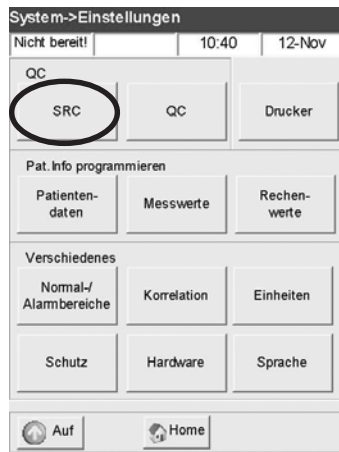 System->Einstellungen
Nicht bereit! 10:40 12-Nov
QC
SRC QC Drucker
Pat.Info programmieren
Patienten-
daten
Messwerte
Rechen-
werte
Verschiedenes
Normal-/
Alarmbereiche
Korrelation
Einheiten
Schutz Hardware Sprache
Auf Home